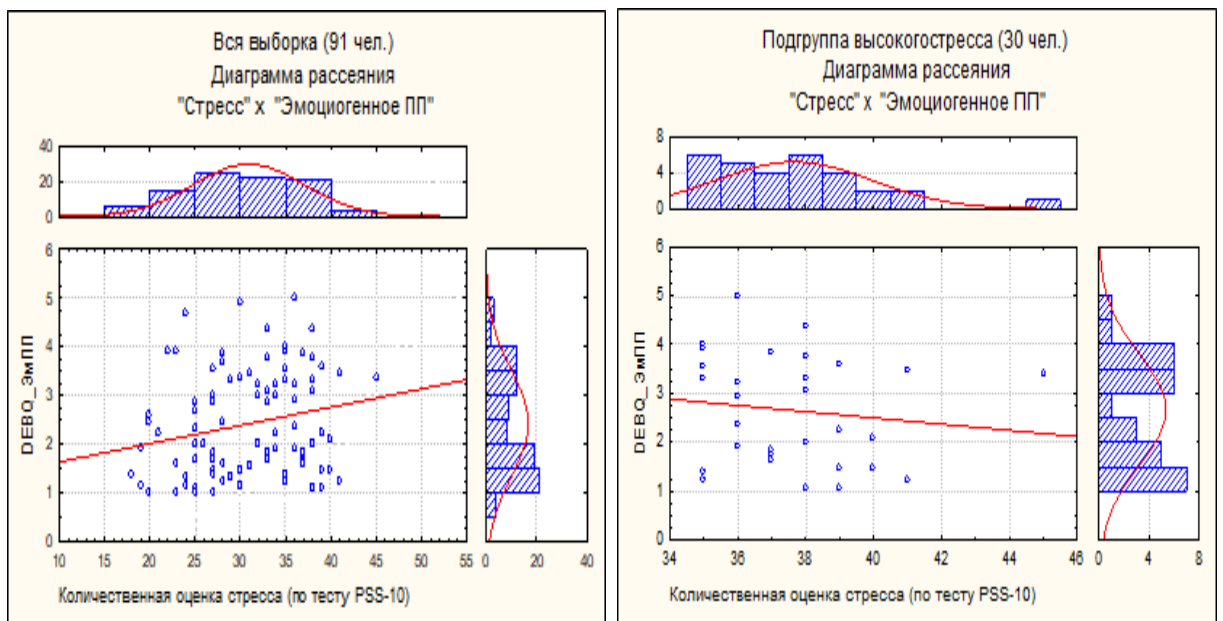 Вся выборка (91 чел.)
Диаграмма рассеяния
"Стресс" x "Эмоциогенное ПП"
40
20
0
6
5
4
3
2
1
0
DEBQ_ЭмПП
10 15 20 25 30 35 40 45 50 55
0 20 40
Количественная оценка стресса (по тесту PSS-10)
Подгруппа высокогостресса (30 чел.)
Диаграмма рассеяния
"Стресс" x "Эмоциогенное ПП"
8
4
0
6
5
4
3
2
1
0
DEBQ_ЭмПП
34 36 38 40 42 44 46
0 4 8
Количественная оценка стресса (по тесту PSS-10)